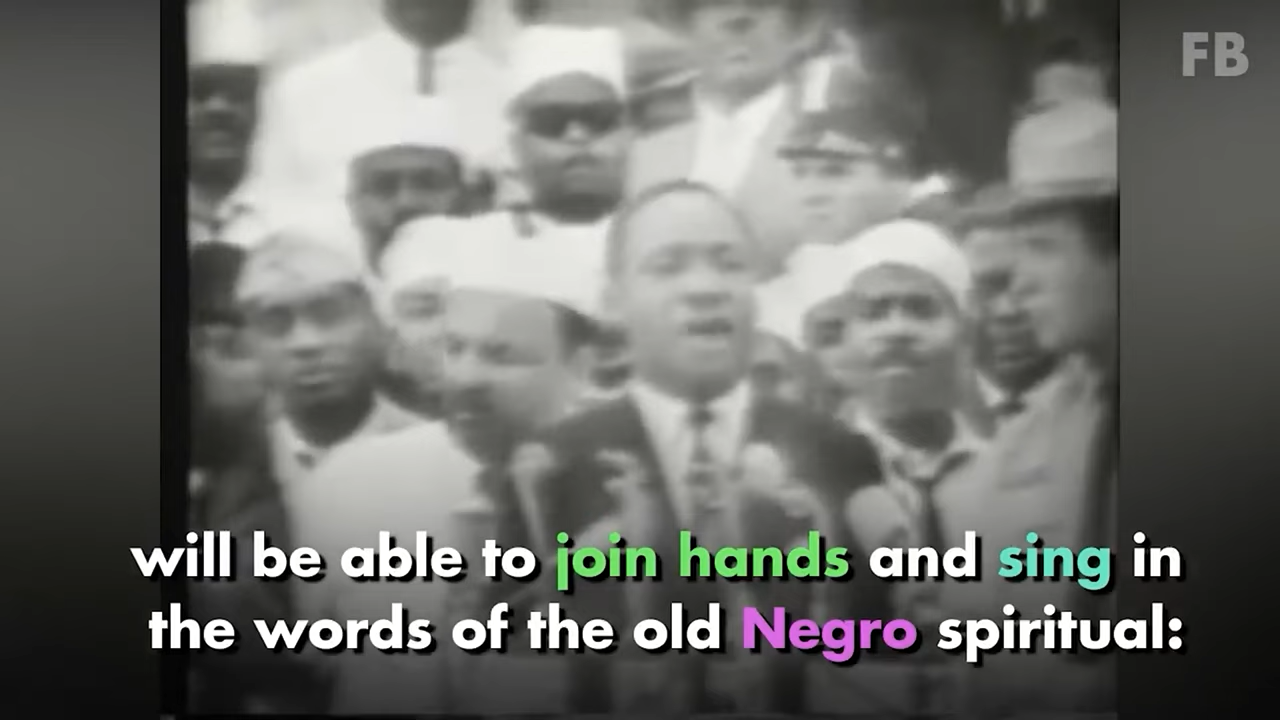 FB
will be able to join hands and sing in
the words of the old Negro spiritual: